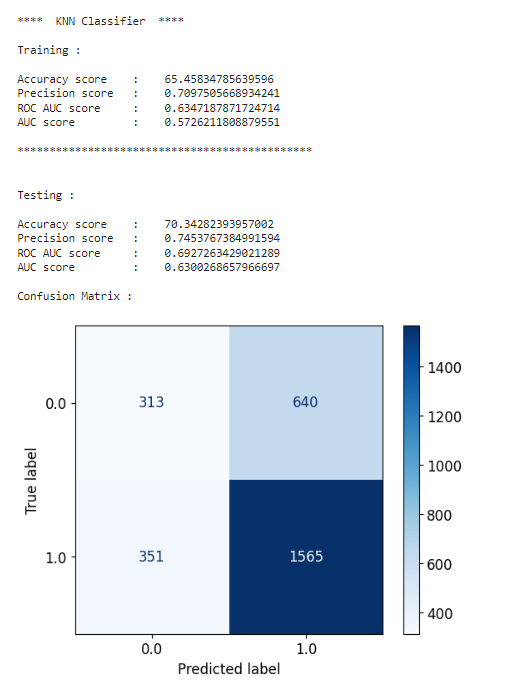 **** KNN Classifier ****
Training :
Accuracy score : 65.45834785639596
Precision score : 0.7097505668934241
ROC AUC score : 0.6347187871724714
AUC score : 0.5726211808879551
**********************************************
Testing :
Accuracy score : 70.34282393957002
Precision score : 0.7453767384991594
ROC AUC score : 0.6927263429021289
AUC score : 0.6300268657966697
Confusion Matrix :
313 640
351 1565
0.0
1.0
True label
0.0 1.0
Predicted label
1400
1200
1000
800
600
400